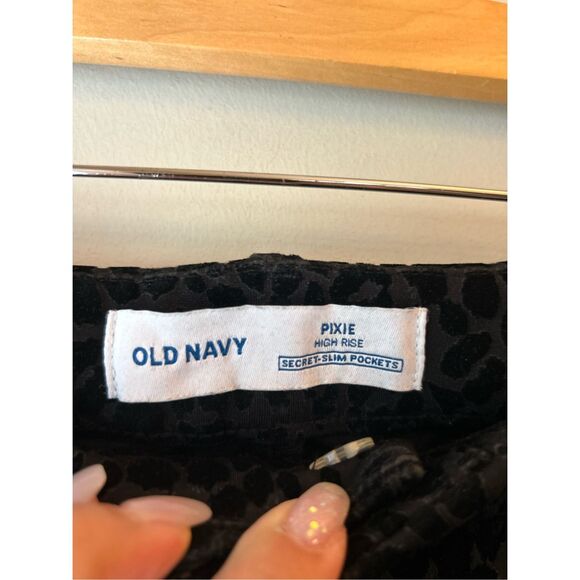 OLD NAVY
PIXIE
HIGH RISE
SECRET-SLIM POCKETS